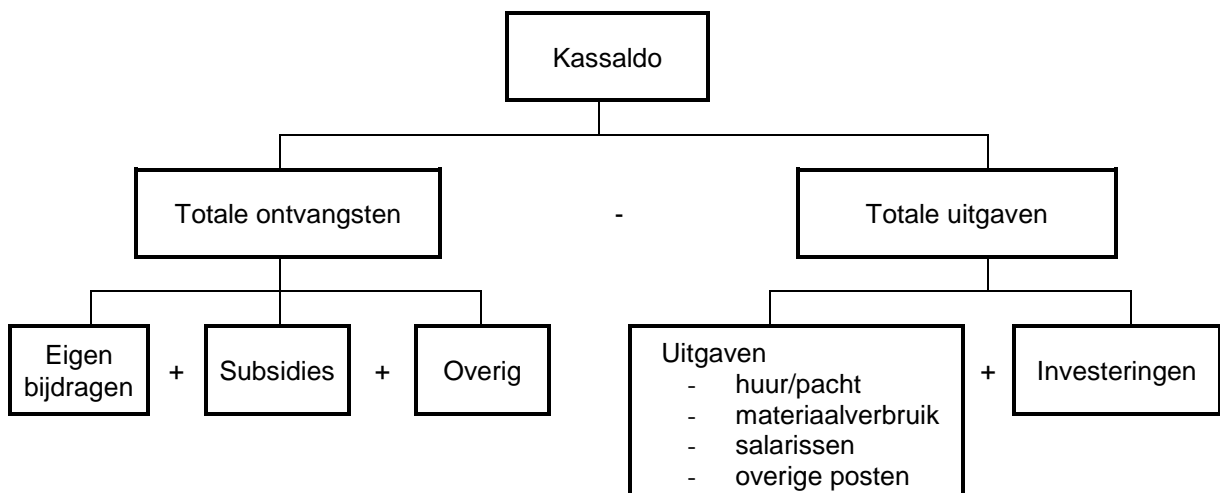 Kassaldo
Totale ontvangsten
-
Totale uitgaven
Eigen
bijdragen
+
Subsidies
+
Overig
Uitgaven
- huur/pacht
- materiaalverbruik
- salarissen
- overige posten
+
Investeringen